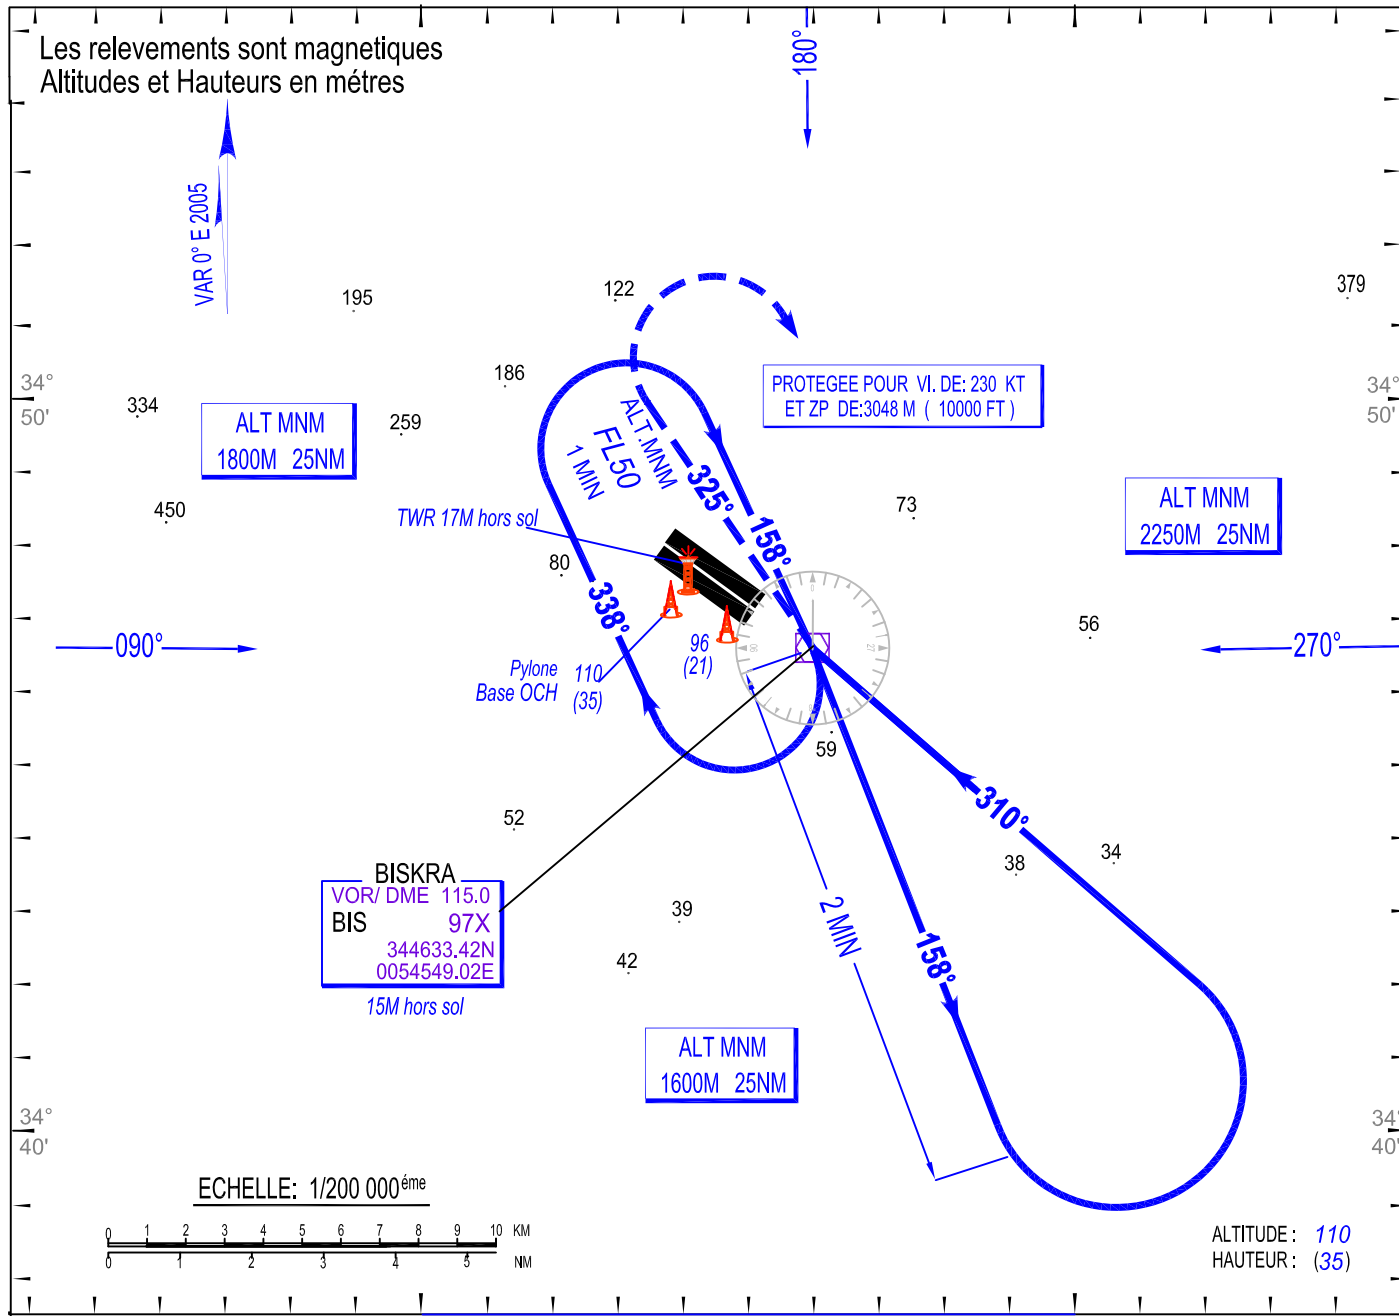 Les relevements sont magnetiques
Altitudes et Hauteurs en métres
180°
VAR 0° E 2005
195
122
379
34°
50'
186
334
259
ALT MNM
1800M 25NM
PROTEGEE POUR VI. DE: 230 KT
ET ZP DE:3048 M ( 10000 FT )
34°
50'
ALT.MNM
FL50
1 MIN
325°
158°
450
TWR 17M hors sol
73
ALT MNM
2250M 25NM
80
338°
0
090°
96
(21)
90
27
56
270°
Pylone
Base OCH
110
(35)
59
310°
52
38
34
BISKRA
VOR/ DME 115.0
BIS 97X
344633.42N
0054549.02E
15M hors sol
39
42
2 MIN
158°
ALT MNM
1600M 25NM
34°
40'
34°
40'
ECHELLE: 1/200 000éme
0 1 2 3 4 5 6 7 8 9 10 KM
0 1 2 3 4 5 NM
ALTITUDE : 110
HAUTEUR : (35)